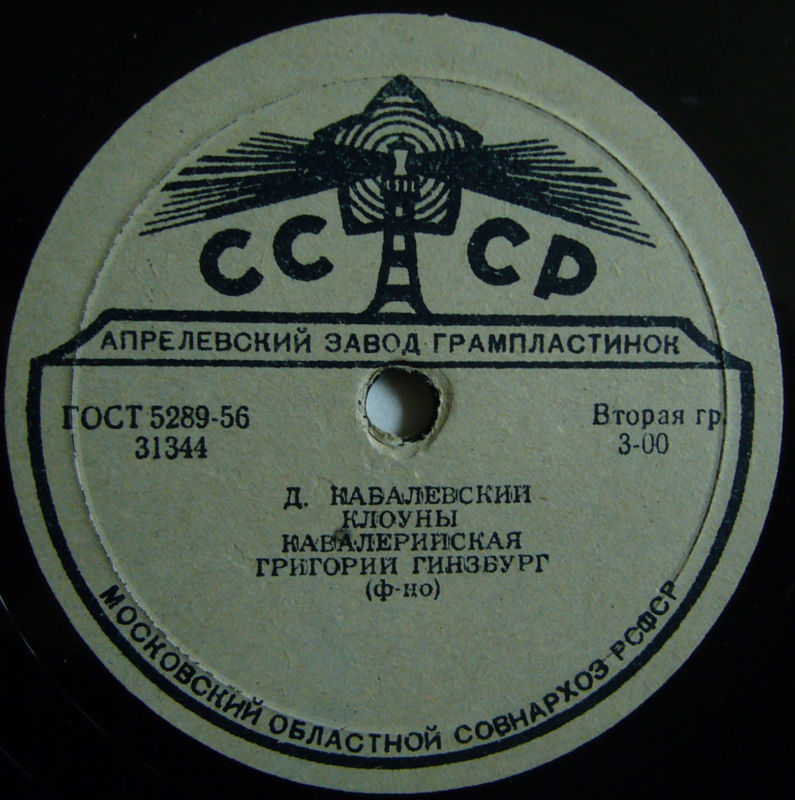 СССР
АПРЕЛЕВСКИЙ ЗАВОД ГРАМПЛАСТИНОК
ГОСТ 5289-56
31344
Вторая гр.
3-00
Д. КАБАЛЕВСКИЙ
КЛОУНЫ
КАВАЛЕРИЙСКАЯ
ГРИГОРИЙ ГИНЗБУРГ
(ф-но)
МОСКОВСКИЙ ОБЛАСТНОЙ СОВНАРХОЗ РСФСР